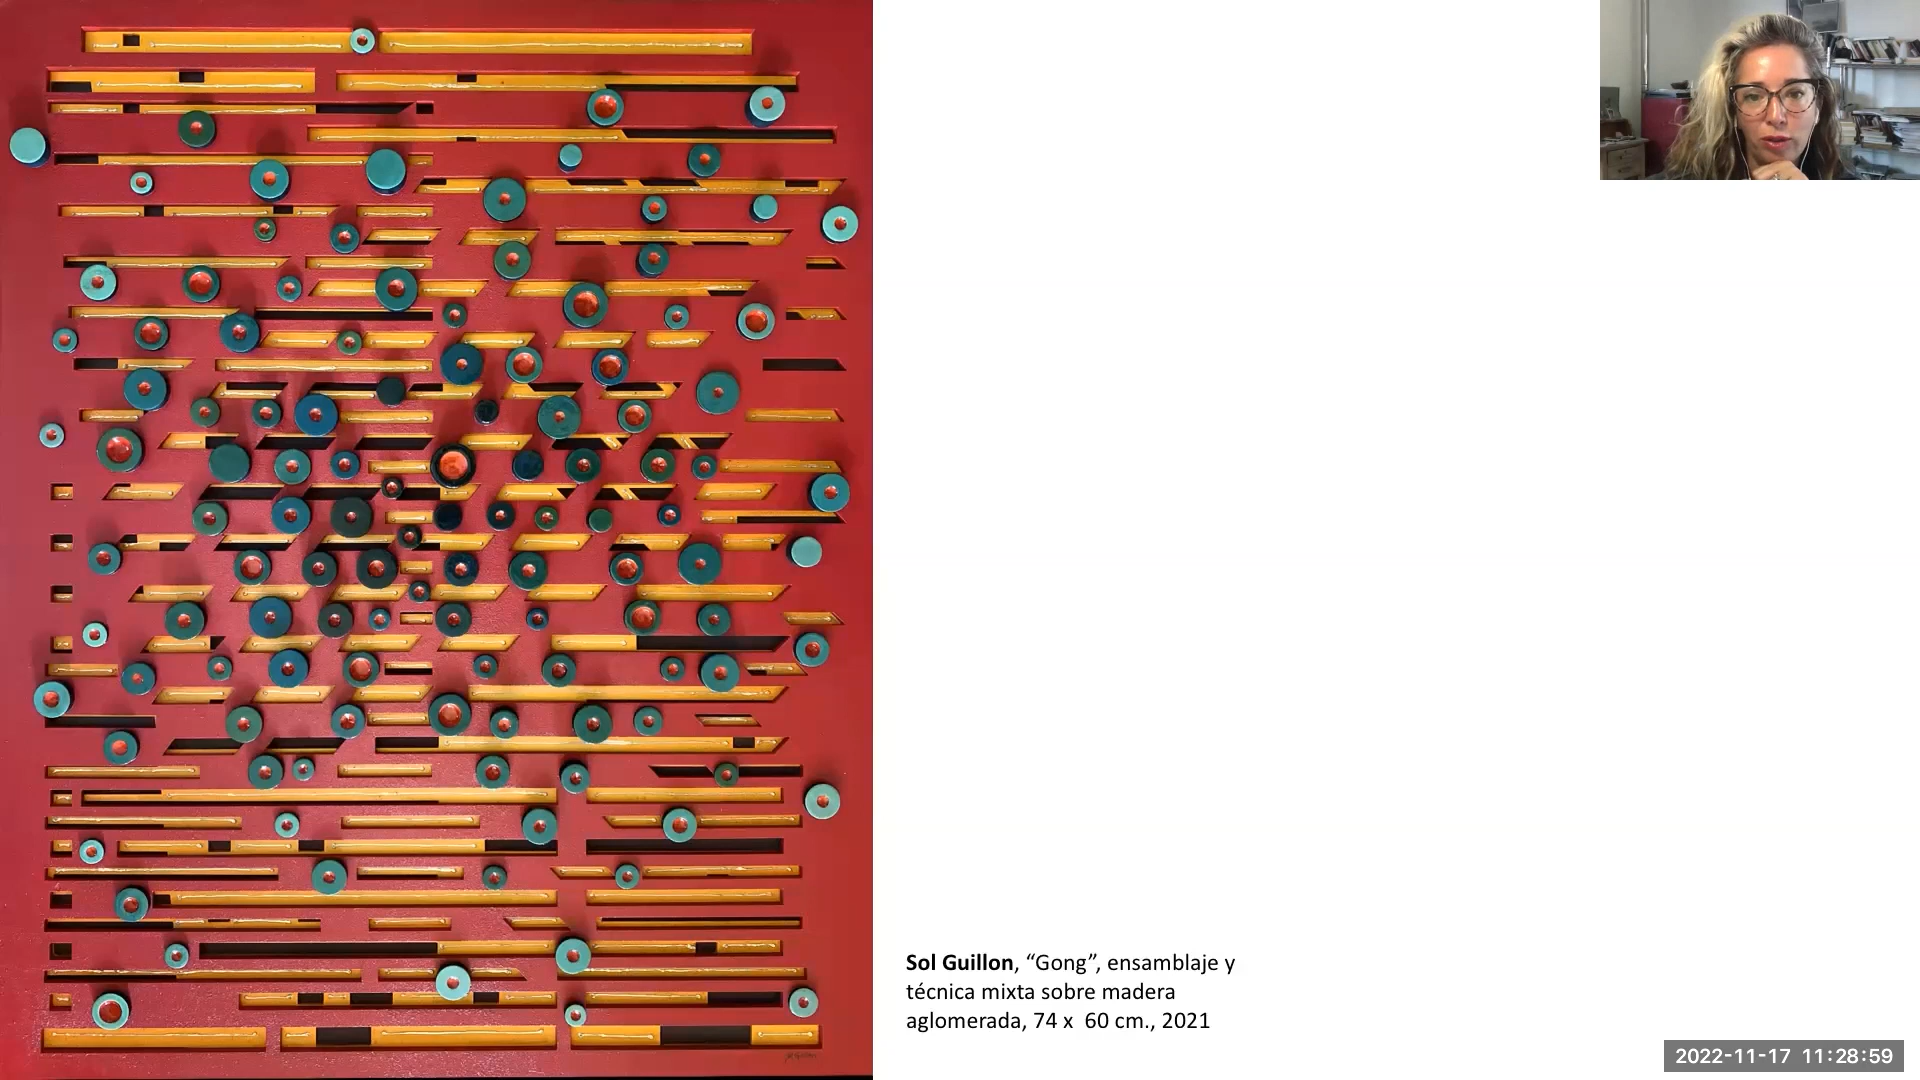 Sol Guillon, “Gong”, ensamblaje y
técnica mixta sobre madera
aglomerada, 74 x 60 cm., 2021
2022-11-17 11:28:59